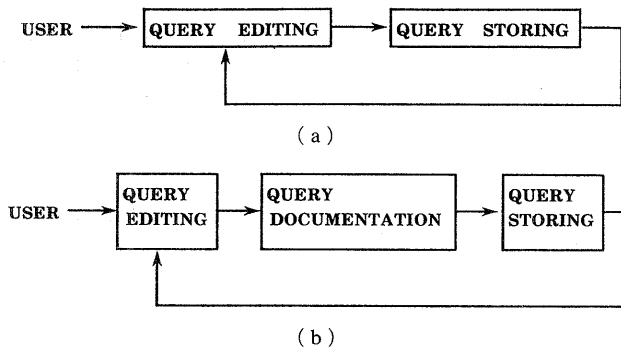 USER QUERY EDITING QUERY STORING
(a)
QUERY QUERY QUERY
USER EDITING DOCUMENTATION STORING
(b)